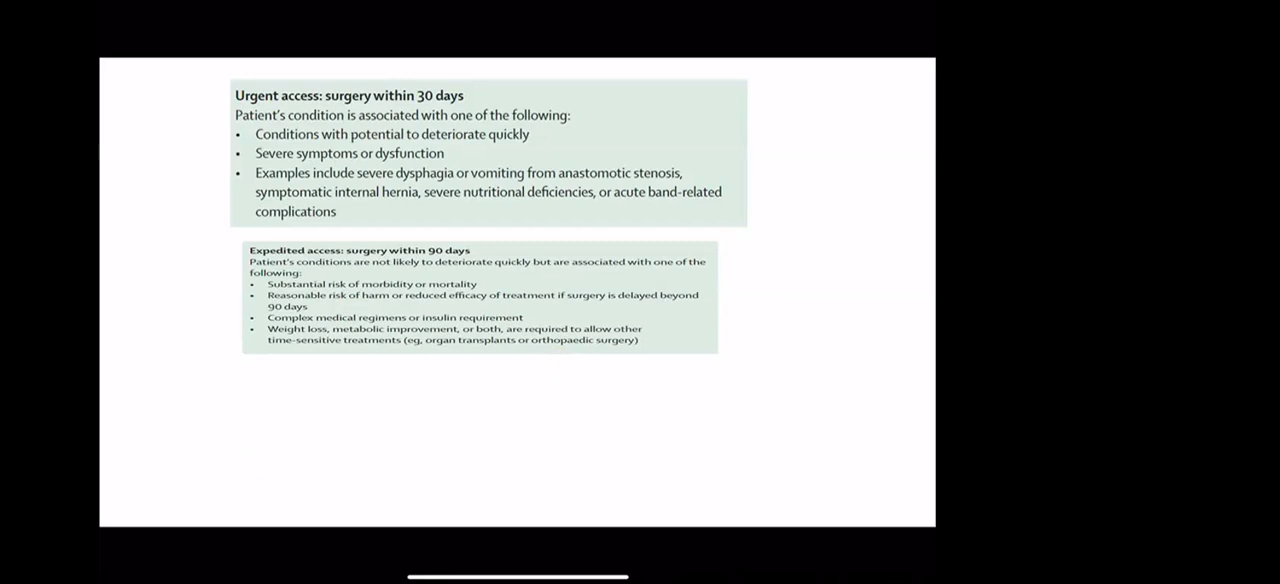 Urgent access: surgery within 30 days
Patient's condition is associated with one of the following:
• Conditions with potential to deteriorate quickly
• Severe symptoms or dysfunction
• Examples include severe dysphagia or vomiting from anastomotic stenosis,
symptomatic internal hernia, severe nutritional deficiencies, or acute band-related
complications
Expedited access: surgery within 90 days
Patient's conditions are not likely to deteriorate quickly but are associated with one of the
following:
• Substantial risk of morbidity or mortality
• Reasonable risk of harm or reduced efficacy of treatment if surgery is delayed beyond
90 days
• Complex medical regimens or insulin requirement
• Weight loss, metabolic improvement, or both, are required to allow other
time-sensitive treatments (eg, organ transplants or orthopaedic surgery)